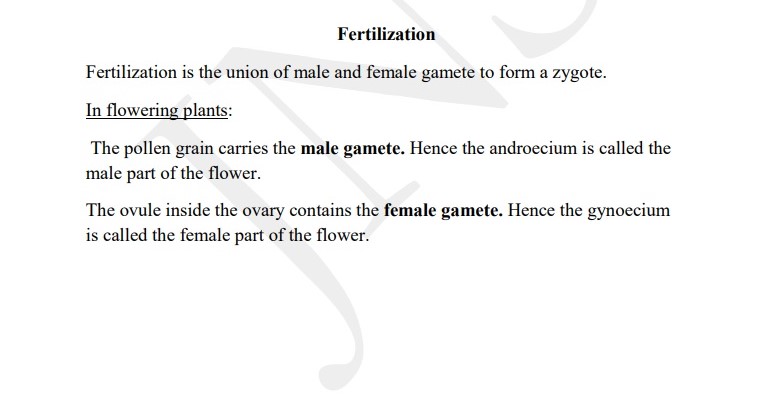 Fertilization
Fertilization is the union of male and female gamete to form a zygote.
In flowering plants:
The pollen grain carries the male gamete. Hence the androecium is called the
male part of the flower.
The ovule inside the ovary contains the female gamete. Hence the gynoecium
is called the female part of the flower.